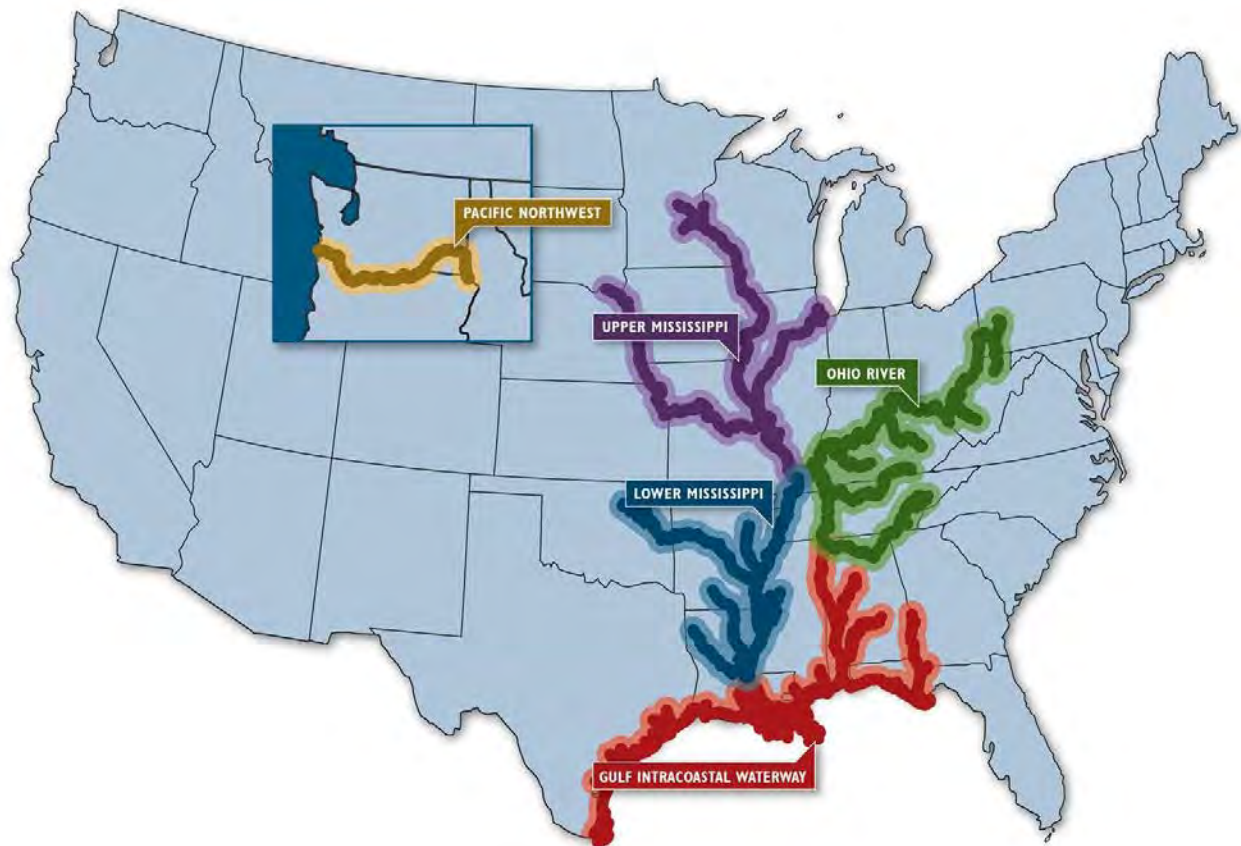 PACIFIC NORTHWEST
UPPER MISSISSIPPI
OHIO RIVER
LOWER MISSISSIPPI
GULF INTRACOASTAL WATERWAY